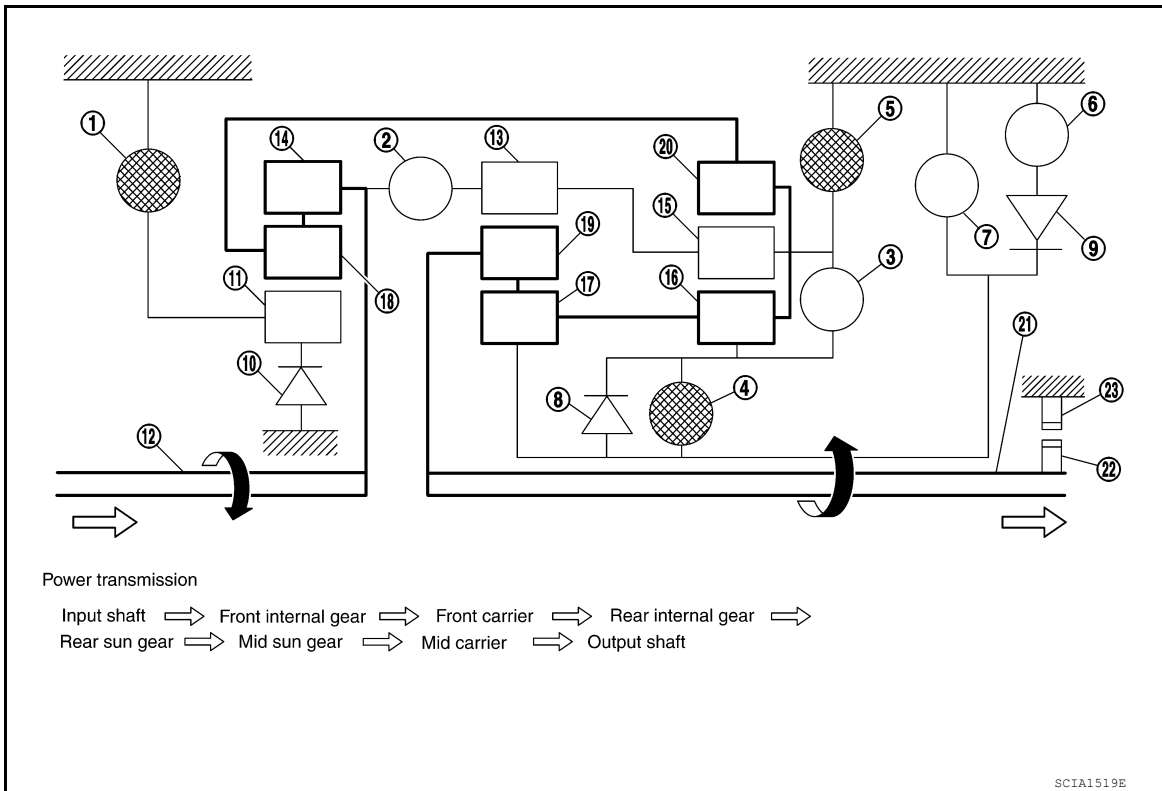 ① ⑭ ② ⑬ ⑳ ⑤ ⑥
⑮ ⑲ ⑦ ⑨
⑪ ⑱ ⑰ ⑯ ③
⑩ ⑧ ④ ㉑
㉓
⑫ ㉒
Power transmission
Input shaft ⇨ Front internal gear ⇨ Front carrier ⇨ Rear internal gear ⇨
Rear sun gear ⇨ Mid sun gear ⇨ Mid carrier ⇨ Output shaft
SCIA1519E